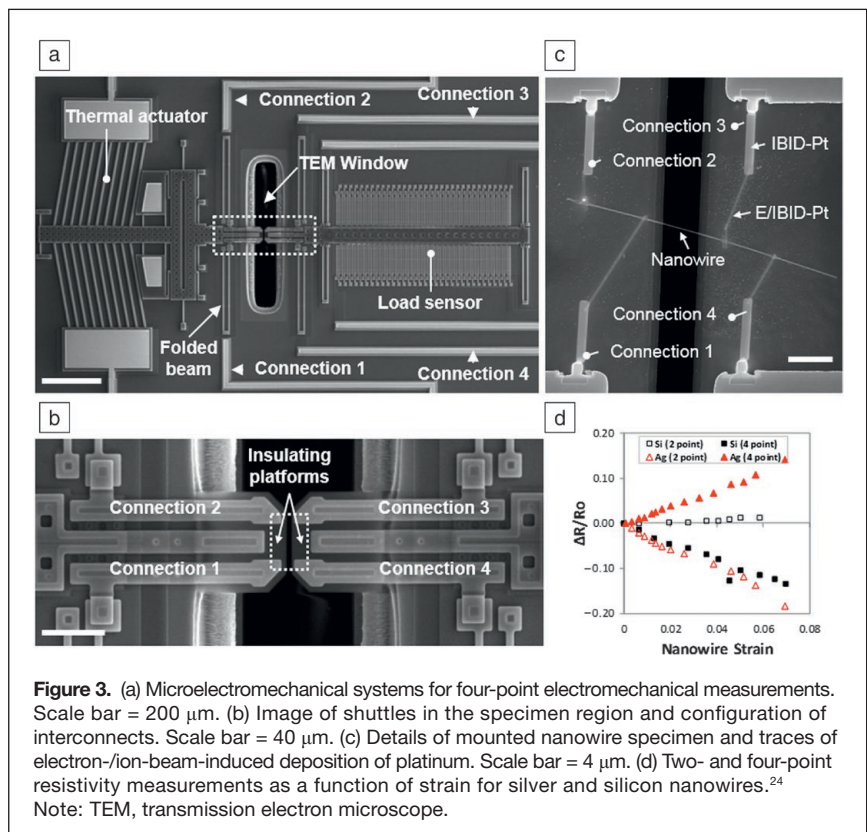 a
Connection 2
Connection 3
Thermal actuator
TEM Window
Load sensor
Folded
beam
Connection 1
Connection 4
b
Insulating
platforms
Connection 2
Connection 3
Connection 1
Connection 4
c
Connection 3
IBID-Pt
Connection 2
E/IBID-Pt
Nanowire
Connection 4
Connection 1
d
Si (2 point) Si (4 point)
Ag (2 point) Ag (4 point)
0.20
0.10
0.00
−0.10
−0.20
ΔR/Ro
0 0.02 0.04 0.06 0.08
Nanowire Strain
Figure 3. (a) Microelectromechanical systems for four-point electromechanical measurements.
Scale bar = 200 μm. (b) Image of shuttles in the specimen region and configuration of
interconnects. Scale bar = 40 μm. (c) Details of mounted nanowire specimen and traces of
electron-/ion-beam-induced deposition of platinum. Scale bar = 4 μm. (d) Two- and four-point
resistivity measurements as a function of strain for silver and silicon nanowires.24
Note: TEM, transmission electron microscope.